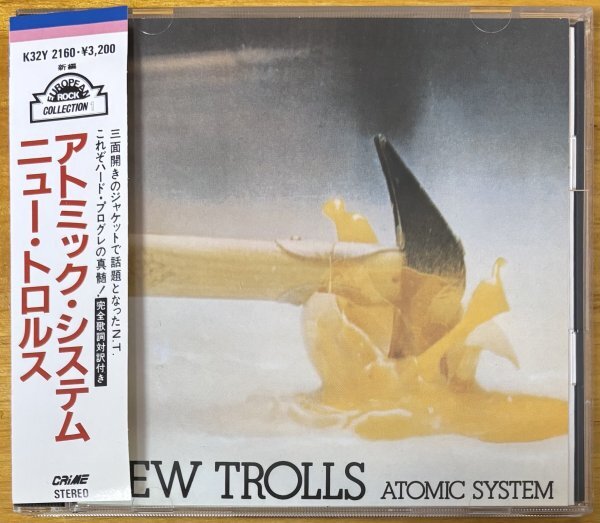 K32Y 2160・¥3,200
新編
EUROPEAN
ROCK
COLLECTION 1
三面開きのジャケットで話題となったN.T.
これぞハード・プログレの真髄!
完全歌詞対訳付き
アトミック・システム
ニュー・トロルス
CRiME
STEREO
EW TROLLS ATOMIC SYSTEM